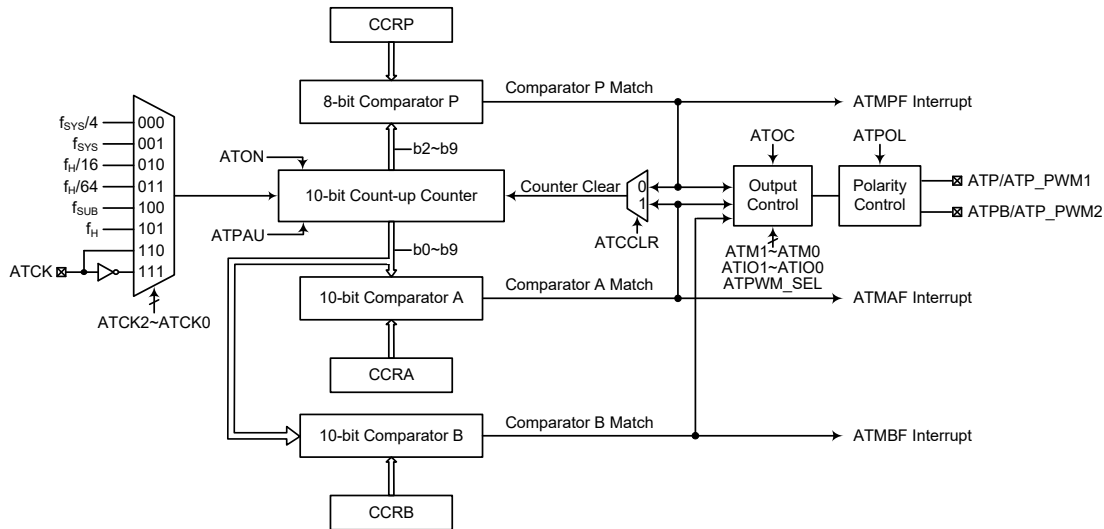 CCRP
8-bit Comparator P
Comparator P Match
ATMPF Interrupt
b2~b9
fSYS/4
000
fSYS
001
fH/16
010
fH/64
011
fSUB
100
fH
101
110
111
ATCK
ATCK2~ATCK0
ATON
10-bit Count-up Counter
ATPAU
Counter Clear
0
1
ATCCLR
ATOC
Output
Control
ATM1~ATM0
ATIO1~ATIO0
ATPWM_SEL
ATPOL
Polarity
Control
ATP/ATP_PWM1
ATPB/ATP_PWM2
b0~b9
10-bit Comparator A
Comparator A Match
ATMAF Interrupt
CCRA
10-bit Comparator B
Comparator B Match
ATMBF Interrupt
CCRB